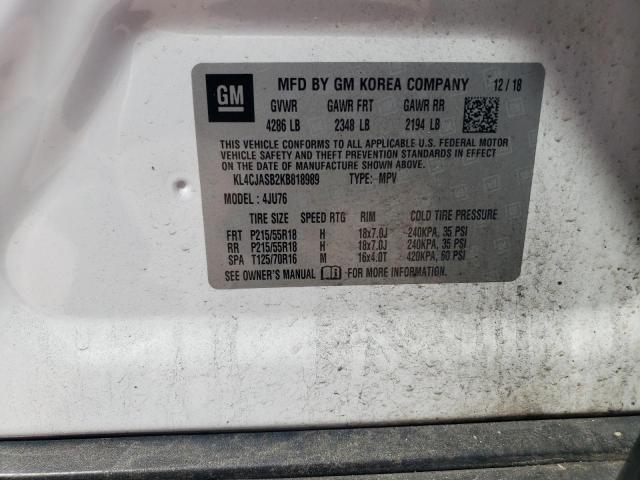 GM
MFD BY GM KOREA COMPANY 12/18
GVWR GAWR FRT GAWR RR
4286 LB 2348 LB 2194 LB
THIS VEHICLE CONFORMS TO ALL APPLICABLE U.S. FEDERAL MOTOR
VEHICLE SAFETY AND THEFT PREVENTION STANDARDS IN EFFECT
ON THE DATE OF MANUFACTURE SHOWN ABOVE.
KL4CJASB2KB818989 TYPE: MPV
MODEL: 4JU76
TIRE SIZE SPEED RTG RIM COLD TIRE PRESSURE
FRT P215/55R18 H 18x7.0J 240KPA, 35 PSI
RR P215/55R18 H 18x7.0J 240KPA, 35 PSI
SPA T125/70R16 M 16x4.0T 420KPA, 60 PSI
SEE OWNER'S MANUAL FOR MORE INFORMATION.